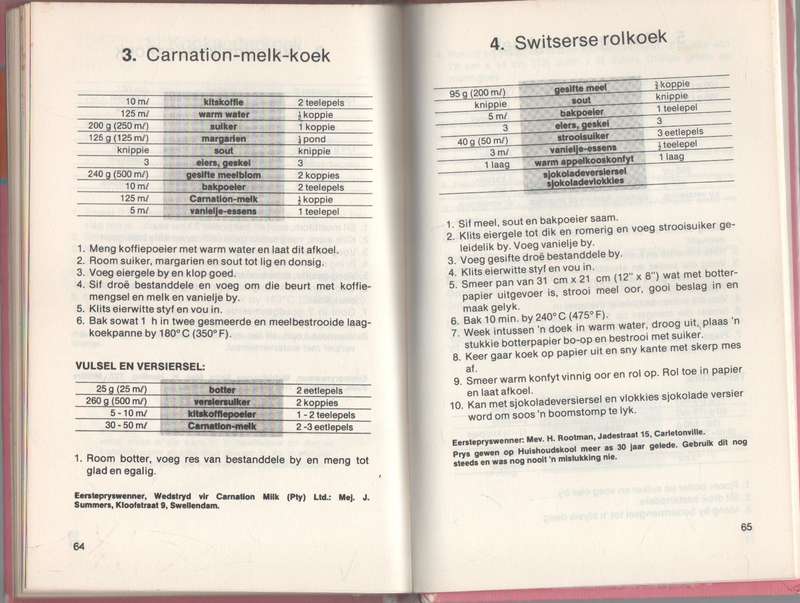 3. Carnation-melk-koek
10 ml kitskoffie 2 teelepels
125 ml warm water ½ koppie
200 g (250 ml) suiker 1 koppie
125 g (125 ml) margarien ¼ pond
knippie sout knippie
3 eiers, geskei 3
240 g (500 ml) gesifte meelblom 2 koppies
10 ml bakpoeier 2 teelepels
125 ml Carnation-melk ½ koppie
5 ml vanielje-essens 1 teelepel
1. Meng koffiepoeier met warm water en laat dit afkoel.
2. Room suiker, margarien en sout tot lig en donsig.
3. Voeg eiergele by en klop goed.
4. Sif droë bestanddele en voeg om die beurt met koffie-
mengsel en melk en vanielje by.
5. Klits eierwitte styf en vou in.
6. Bak sowat 1 h in twee gesmeerde en meelbestrooide laag-
koekpanne by 180°C (350°F).
VULSEL EN VERSIERSEL:
25 g (25 ml) botter 2 eetlepels
260 g (500 ml) versiersuiker 2 koppies
5 - 10 ml kitskoffiepoeier 1 - 2 teelepels
30 - 50 ml Carnation-melk 2 -3 eetlepels
1. Room botter, voeg res van bestanddele by en meng tot
glad en egalig.
Eerstepryswenner, Wedstryd vir Carnation Milk (Pty) Ltd.: Mej. J.
Summers, Kloofstraat 9, Swellendam.
64
4. Switserse rolkoek
95 g (200 ml) gesifte meel ¾ koppie
knippie sout knippie
5 ml bakpoeier 1 teelepel
3 eiers, geskei 3
40 g (50 ml) strooisuiker 3 eetlepels
3 ml vanielje-essens ½ teelepel
1 laag warm appelkooskonfyt 1 laag
sjokoladeversiersel
sjokoladevlokkies
1. Sif meel, sout en bakpoeier saam.
2. Klits eiergele tot dik en romerig en voeg strooisuiker ge-
leidelik by. Voeg vanielje by.
3. Voeg gesifte droë bestanddele by.
4. Klits eierwitte styf en vou in.
5. Smeer pan van 31 cm x 21 cm (12" x 8") wat met botter-
papier uitgevoer is, strooi meel oor, gooi beslag in en
maak gelyk.
6. Bak 10 min. by 240°C (475°F).
7. Week intussen 'n doek in warm water, droog uit, plaas 'n
stukkie botterpapier bo-op en bestrooi met suiker.
8. Keer gaar koek op papier uit en sny kante met skerp mes
af.
9. Smeer warm konfyt vinnig oor en rol op. Rol toe in papier
en laat afkoel.
10. Kan met sjokoladeversiersel en vlokkies sjokolade versier
word om soos 'n boomstomp te lyk.
Eerstepryswenner: Mev. H. Rootman, Jadestraat 15, Carletonville.
Prys gewen op Huishoudskool meer as 30 jaar gelede. Gebruik dit nog
steeds en was nog nooit 'n mislukking nie.
65